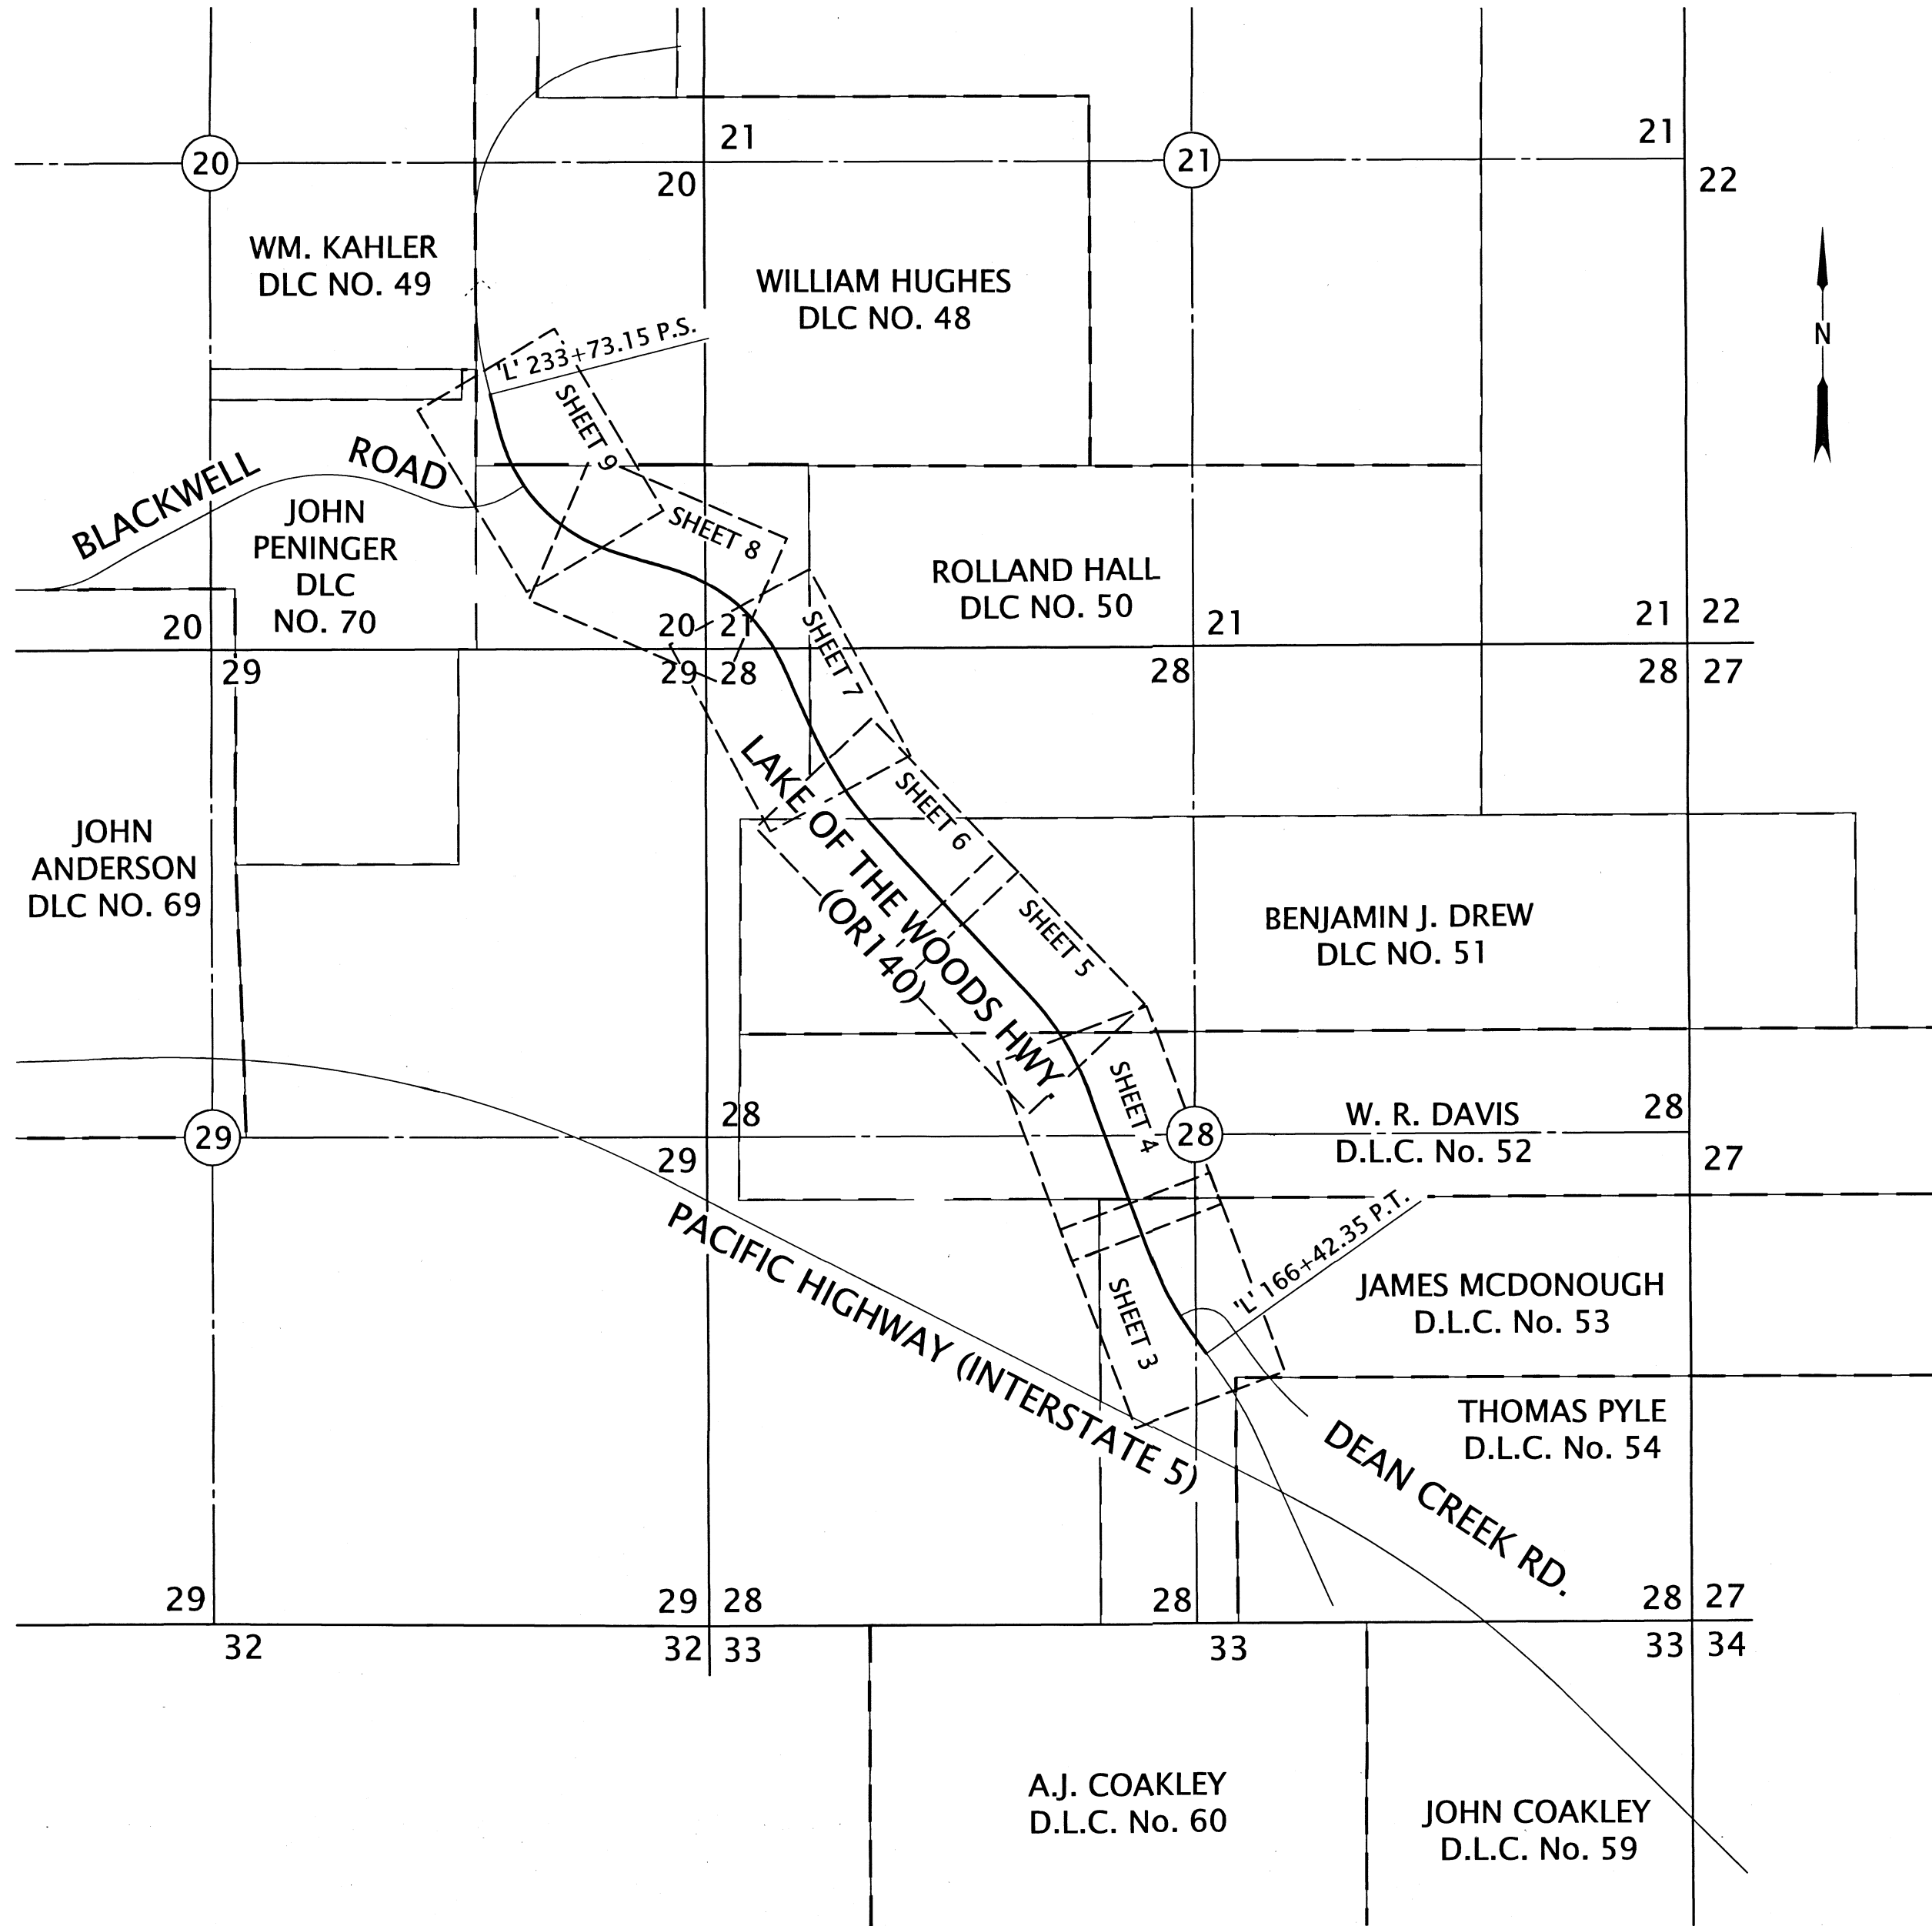 21
21
20
21
20
22
WM. KAHLER
DLC NO. 49
WILLIAM HUGHES
DLC NO. 48
N
'L' 233+73.15 P.S.
SHEET 9
BLACKWELL ROAD
JOHN
PENINGER
DLC
NO. 70
SHEET 8
ROLLAND HALL
DLC NO. 50
20
20
21
21
21
22
29
29
28
28
28
27
SHEET 7
LAKE OF THE WOODS HWY.
(OR140)
SHEET 6
JOHN
ANDERSON
DLC NO. 69
SHEET 5
BENJAMIN J. DREW
DLC NO. 51
SHEET 4
28
28
W. R. DAVIS
D.L.C. No. 52
29
28
29
27
PACIFIC HIGHWAY (INTERSTATE 5)
'L' 166+42.35 P.T.
SHEET 3
JAMES MCDONOUGH
D.L.C. No. 53
THOMAS PYLE
D.L.C. No. 54
DEAN CREEK RD.
29
29
28
28
28
27
32
32
33
33
33
34
A.J. COAKLEY
D.L.C. No. 60
JOHN COAKLEY
D.L.C. No. 59